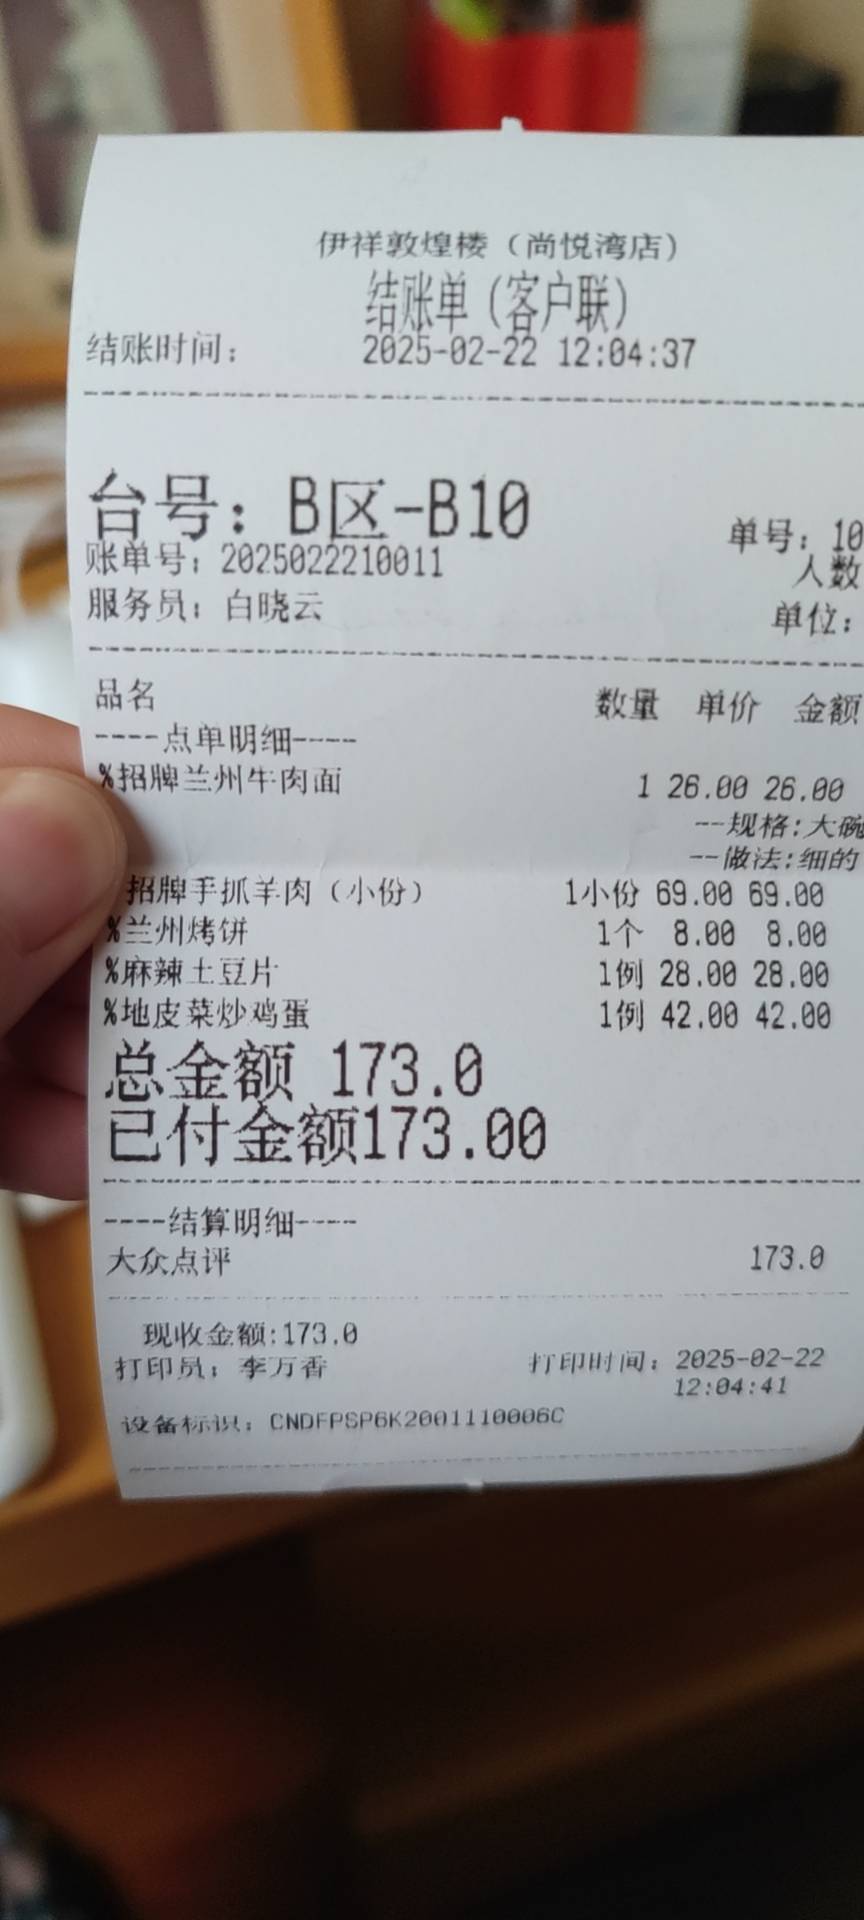 伊祥敦煌楼（尚悦湾店）
结账单（客户联）
结账时间： 2025-02-22 12:04:37
台号：B区-B10
单号：10
账单号：2025022210011
人数
服务员：白晓云
单位：
品名 数量 单价 金额
----点单明细----
%招牌兰州牛肉面 1 26.00 26.00
--规格:大碗
--做法:细的
招牌手抓羊肉（小份） 1小份 69.00 69.00
%兰州烤饼 1个 8.00 8.00
%麻辣土豆片 1例 28.00 28.00
%地皮菜炒鸡蛋 1例 42.00 42.00
总金额 173.0
已付金额173.00
----结算明细----
大众点评 173.0
现收金额:173.0
打印员：李万香 打印时间：2025-02-22
12:04:41
设备标识：CNDFPSP6K2001110006C